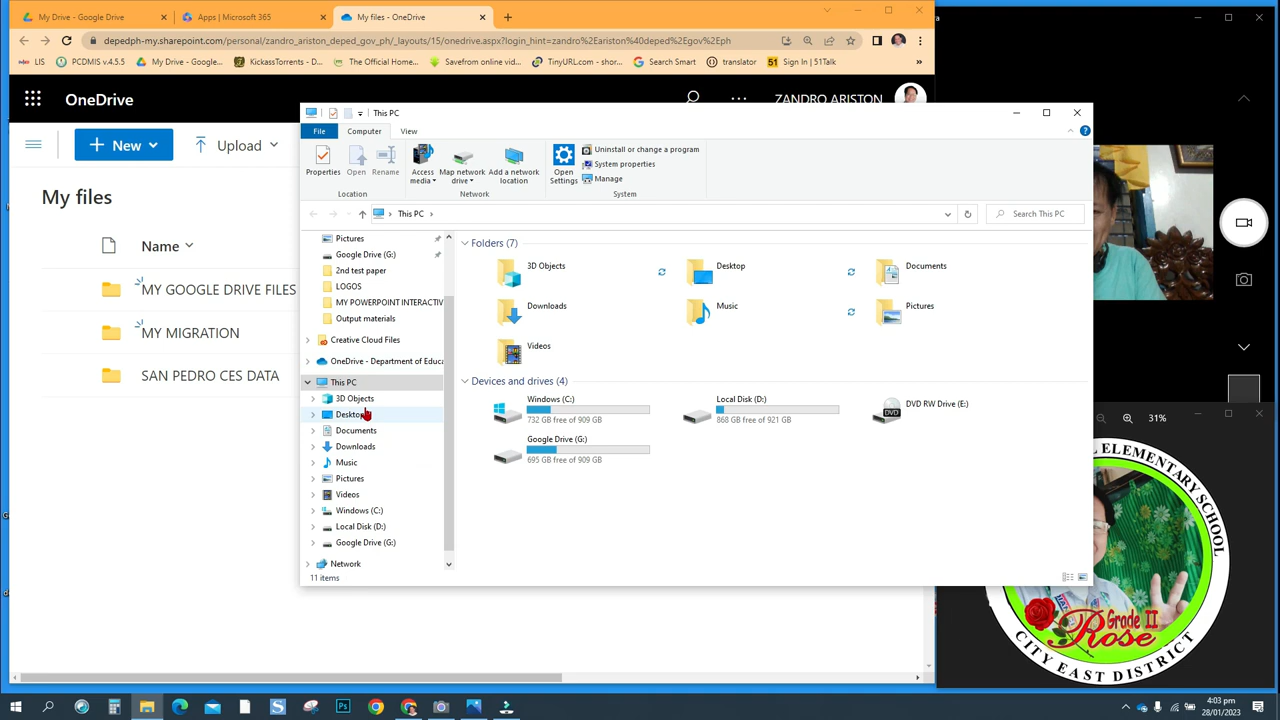 My Drive - Google Drive
Apps | Microsoft 365
My files - OneDrive
depedph-my.sharepoint.com/personal/zandro_ariston_deped_gov_ph/_layouts/15/onedrive.aspx?login_hint=zandro%2Eariston%40deped%2Egov%2Eph
LIS
PCDMIS v.4.5.5
My Drive - Google...
KickassTorrents - D...
The Official Home...
Savefrom online vid...
TinyURL.com - shor...
Search Smart
translator
51 Sign In | 51Talk
OneDrive
ZANDRO ARISTON
New
Upload
My files
Name
MY GOOGLE DRIVE FILES
MY MIGRATION
SAN PEDRO CES DATA
This PC
File
Computer
View
Properties
Open
Rename
Location
Access media
Map network drive
Add a network location
Network
Open Settings
Uninstall or change a program
System properties
Manage
System
This PC
Search This PC
Pictures
Google Drive (G:)
2nd test paper
LOGOS
MY POWERPOINT INTERACTIV
Output materials
Creative Cloud Files
OneDrive - Department of Educa
This PC
3D Objects
Desktop
Documents
Downloads
Music
Pictures
Videos
Windows (C:)
Local Disk (D:)
Google Drive (G:)
Network
11 items
Folders (7)
3D Objects
Desktop
Documents
Downloads
Music
Pictures
Videos
Devices and drives (4)
Windows (C:)
732 GB free of 909 GB
Local Disk (D:)
868 GB free of 921 GB
DVD RW Drive (E:)
Google Drive (G:)
695 GB free of 909 GB
31%
ELEMENTARY SCHOOL
Grade II
Rose
CITY EAST DISTRICT
4:03 pm
28/01/2023